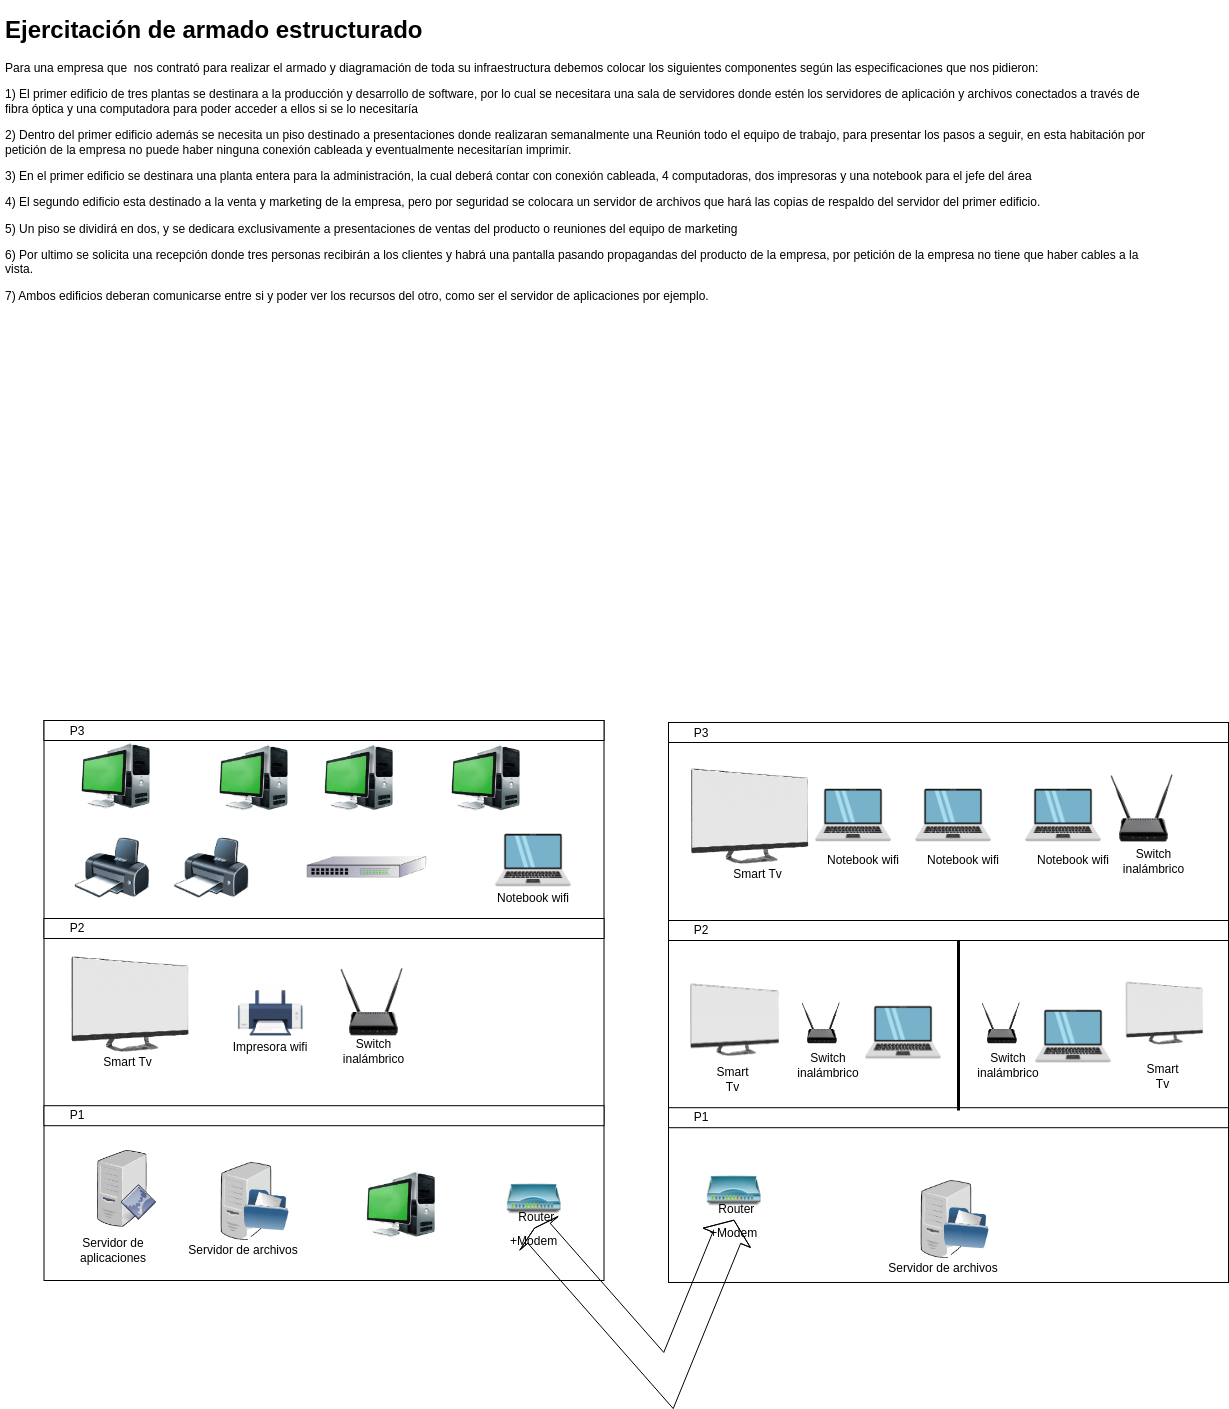 Ejercitación de armado estructurado
Para una empresa que  nos contrató para realizar el armado y diagramación de toda su infraestructura debemos colocar los siguientes componentes según las especificaciones que nos pidieron:
1) El primer edificio de tres plantas se destinara a la producción y desarrollo de software, por lo cual se necesitara una sala de servidores donde estén los servidores de aplicación y archivos conectados a través de
fibra óptica y una computadora para poder acceder a ellos si se lo necesitaría
2) Dentro del primer edificio además se necesita un piso destinado a presentaciones donde realizaran semanalmente una Reunión todo el equipo de trabajo, para presentar los pasos a seguir, en esta habitación por
petición de la empresa no puede haber ninguna conexión cableada y eventualmente necesitarían imprimir.
3) En el primer edificio se destinara una planta entera para la administración, la cual deberá contar con conexión cableada, 4 computadoras, dos impresoras y una notebook para el jefe del área
4) El segundo edificio esta destinado a la venta y marketing de la empresa, pero por seguridad se colocara un servidor de archivos que hará las copias de respaldo del servidor del primer edificio.
5) Un piso se dividirá en dos, y se dedicara exclusivamente a presentaciones de ventas del producto o reuniones del equipo de marketing
6) Por ultimo se solicita una recepción donde tres personas recibirán a los clientes y habrá una pantalla pasando propagandas del producto de la empresa, por petición de la empresa no tiene que haber cables a la
vista.
7) Ambos edificios deberan comunicarse entre si y poder ver los recursos del otro, como ser el servidor de aplicaciones por ejemplo.
P3
Notebook wifi
P2
Smart Tv
Impresora wifi
Switch
inalámbrico
P1
Servidor de
aplicaciones
Servidor de archivos
Router
+Modem
P3
Smart Tv
Notebook wifi
Notebook wifi
Notebook wifi
Switch
inalámbrico
P2
Smart
Tv
Switch
inalámbrico
Switch
inalámbrico
Smart
Tv
P1
Router
+Modem
Servidor de archivos